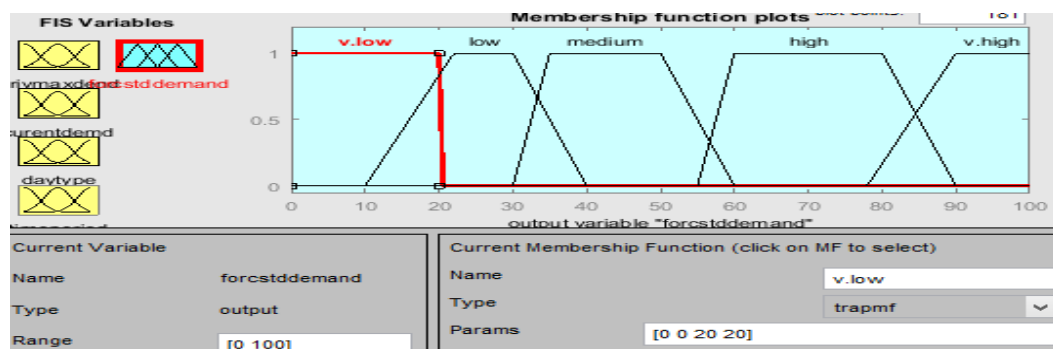 FIS Variables
Membership function plots
181
v.low low medium high v.high
1
0.5
0
0 10 20 30 40 50 60 70 80 90 100
output variable "forcstddemand"
daytype
Current Variable
Name forcstddemand
Type output
Range [0 100]
Current Membership Function (click on MF to select)
Name v.low
Type trapmf
Params [0 0 20 20]